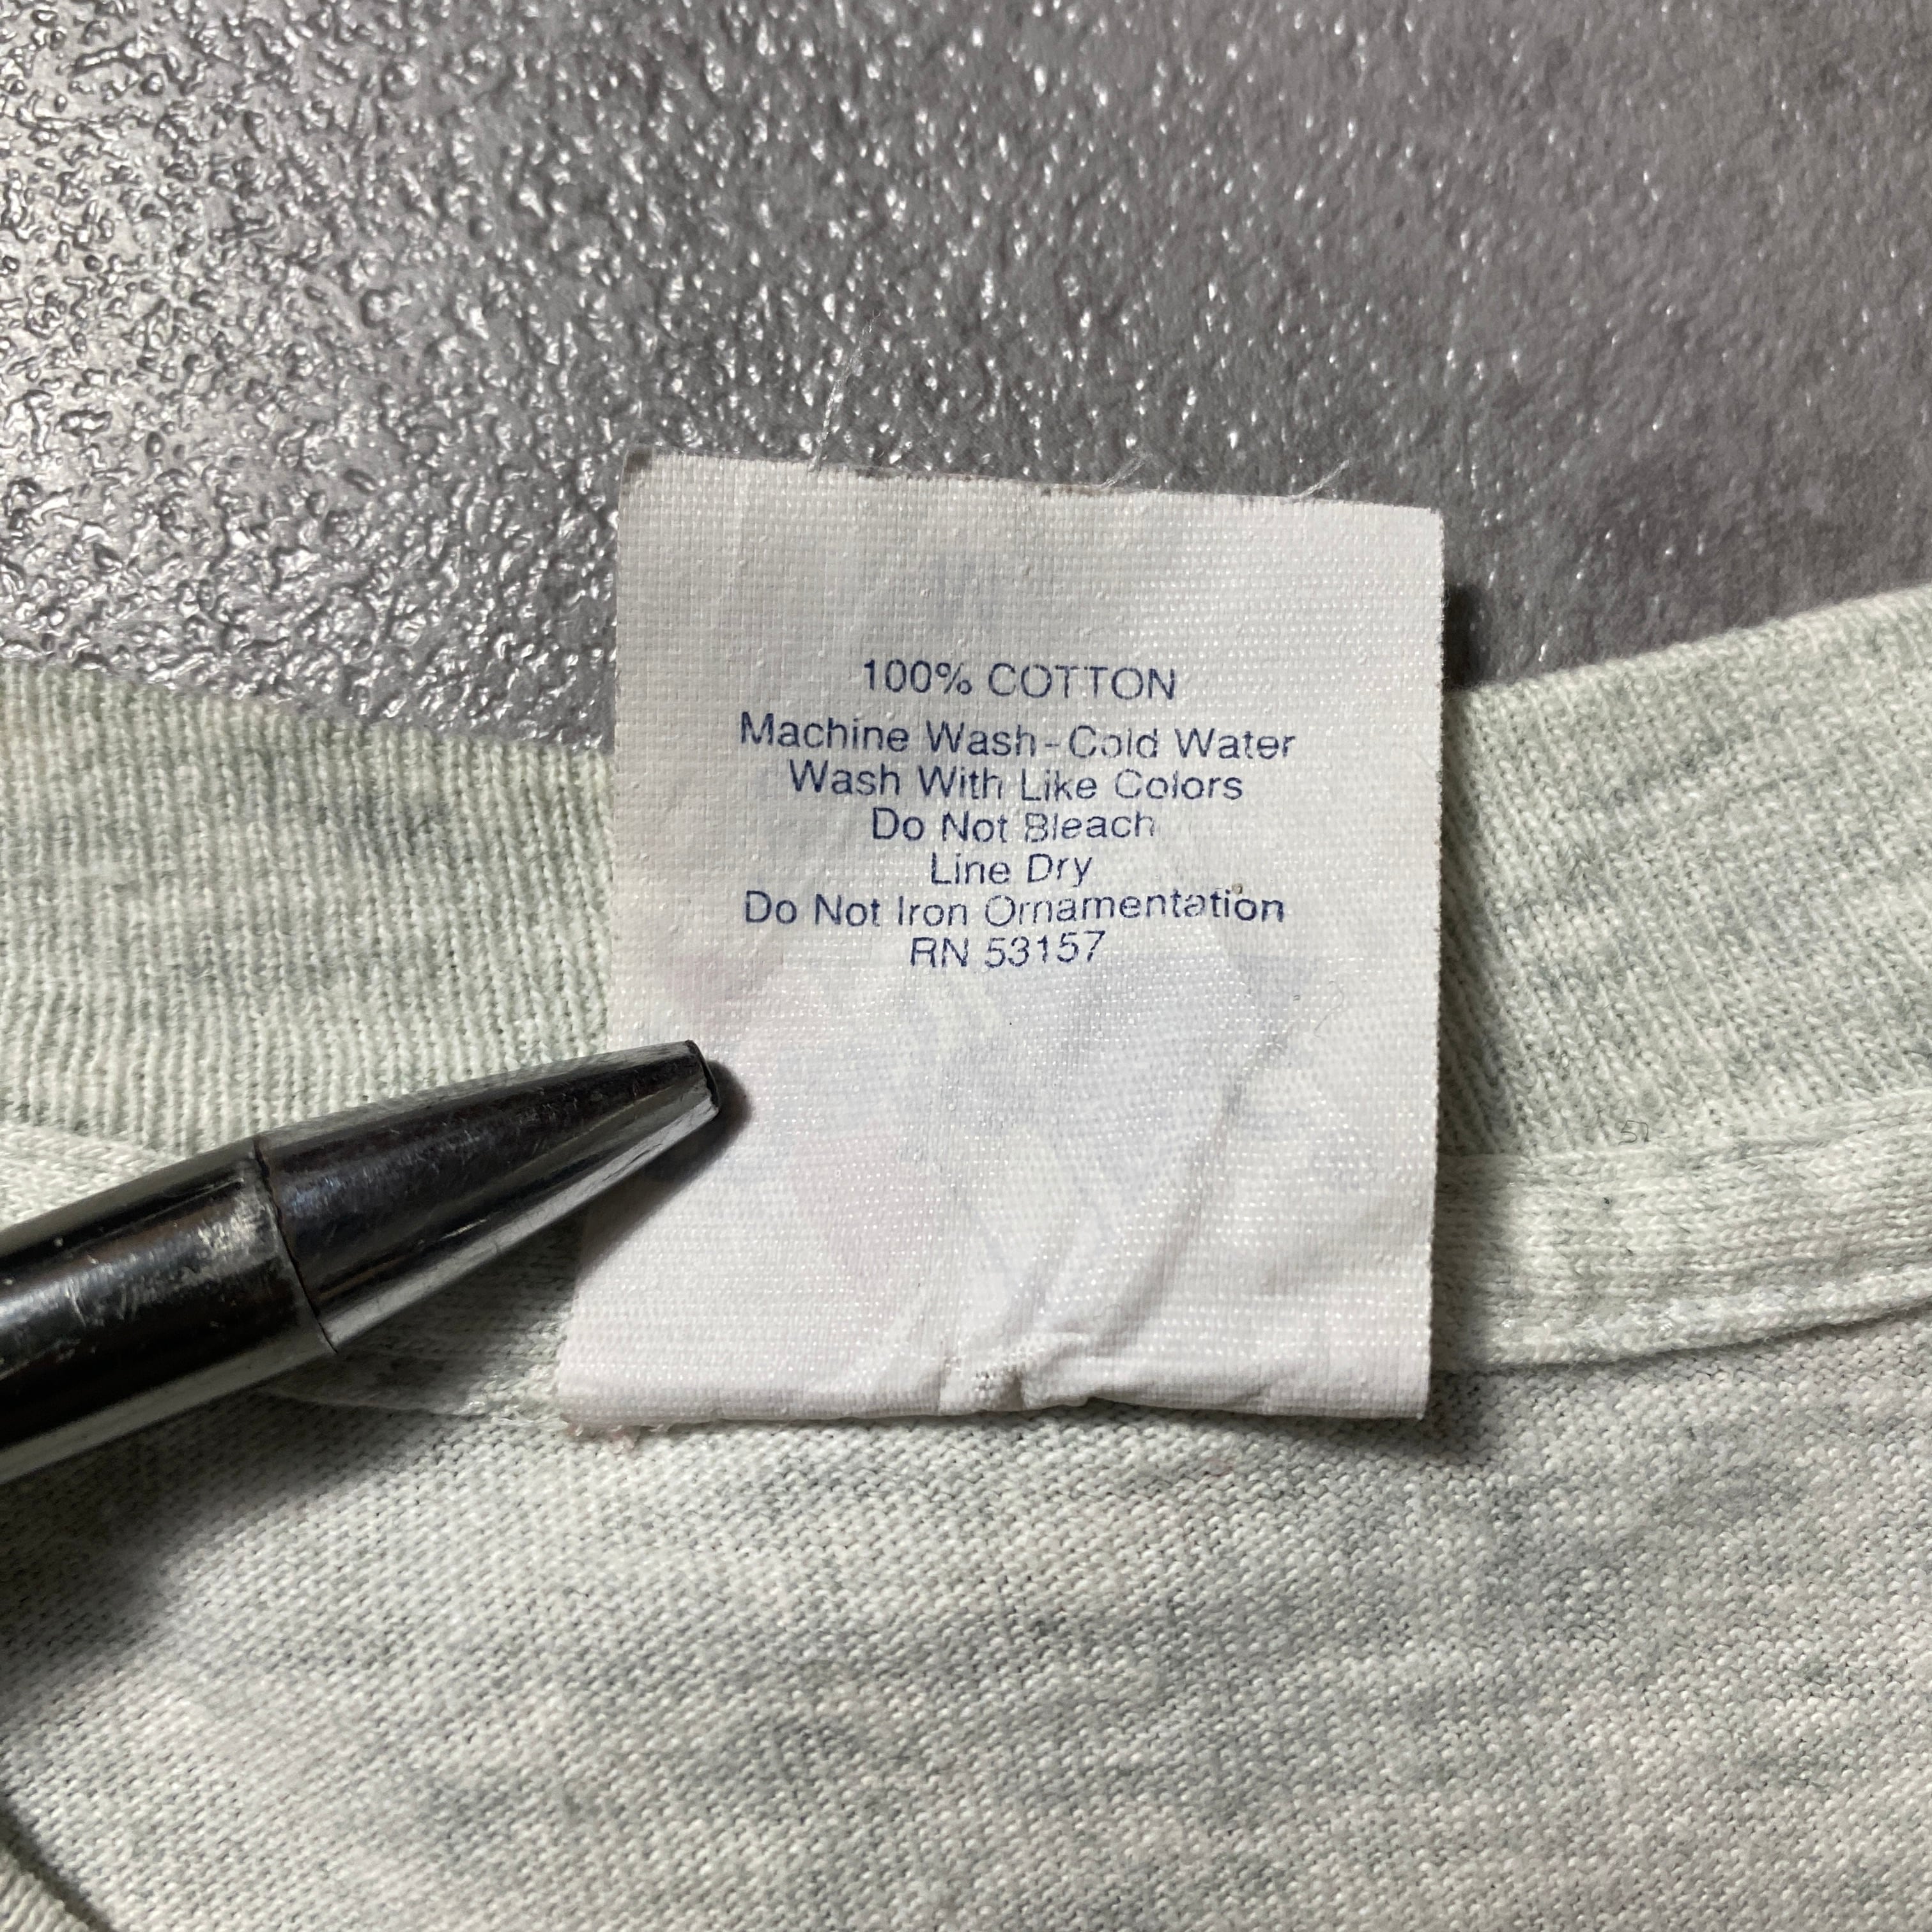 100% COTTON
Machine Wash-Cold Water
Wash With Like Colors
Do Not Bleach
Line Dry
Do Not Iron Ornamentation
RN 53157